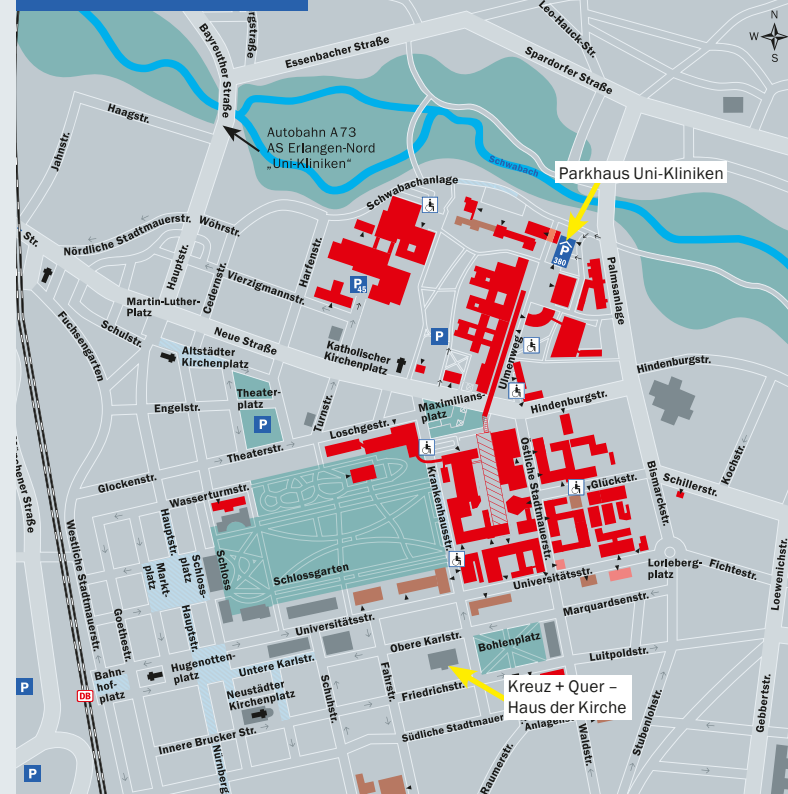 Bayreuther Straße
Essenbacher Straße
Leo-Hauck-Str.
Spardorfer Straße
N
W
S
Haagstr.
Jahnstr.
Autobahn A 73
AS Erlangen-Nord
„Uni-Kliniken“
Schwabach
Parkhaus Uni-Kliniken
Schwabachanlage
Nördliche Stadtmauerstr.
Wöhrstr.
Str.
Hauptstr.
Cedernstr.
Harfenstr.
Vierzigmannstr.
P
45
P
380
Palmsanlage
Martin-Luther-
Platz
Fuchsengarten
Schulstr.
Neue Straße
Altstädter
Kirchenplatz
Katholischer
Kirchenplatz
P
Ulmenweg
Hindenburgstr.
Engelstr.
Theater-
platz
P
Turnstr.
Maximilians-
platz
Hindenburgstr.
Loschgestr.
Theaterstr.
Glockenstr.
Wasserturmstr.
Krankenhausstr.
Östliche Stadtmauerstr.
Glückstr.
Bismarckstr.
Schillerstr.
Kochstr.
Westliche Stadtmauerstr.
Hauptstr.
Markt-
platz
Schloss-
platz
Schloss
Schlossgarten
Universitätsstr.
Lorleberg-
platz
Fichtestr.
Loewenichstr.
Goethestr.
Hauptstr.
Universitätsstr.
Marquardsenstr.
Obere Karlstr.
Bohlenplatz
Luitpoldstr.
Bahn-
hof-
platz
Hugenotten-
platz
Untere Karlstr.
P
DB
Neustädter
Kirchenplatz
Schuhstr.
Fahrstr.
Friedrichstr.
Kreuz + Quer –
Haus der Kirche
Innere Brucker Str.
Südliche Stadtmauer
Anlagens
Raumerstr.
Waldstr.
Stubenlohstr.
Gebbertstr.
Nürnberg
P